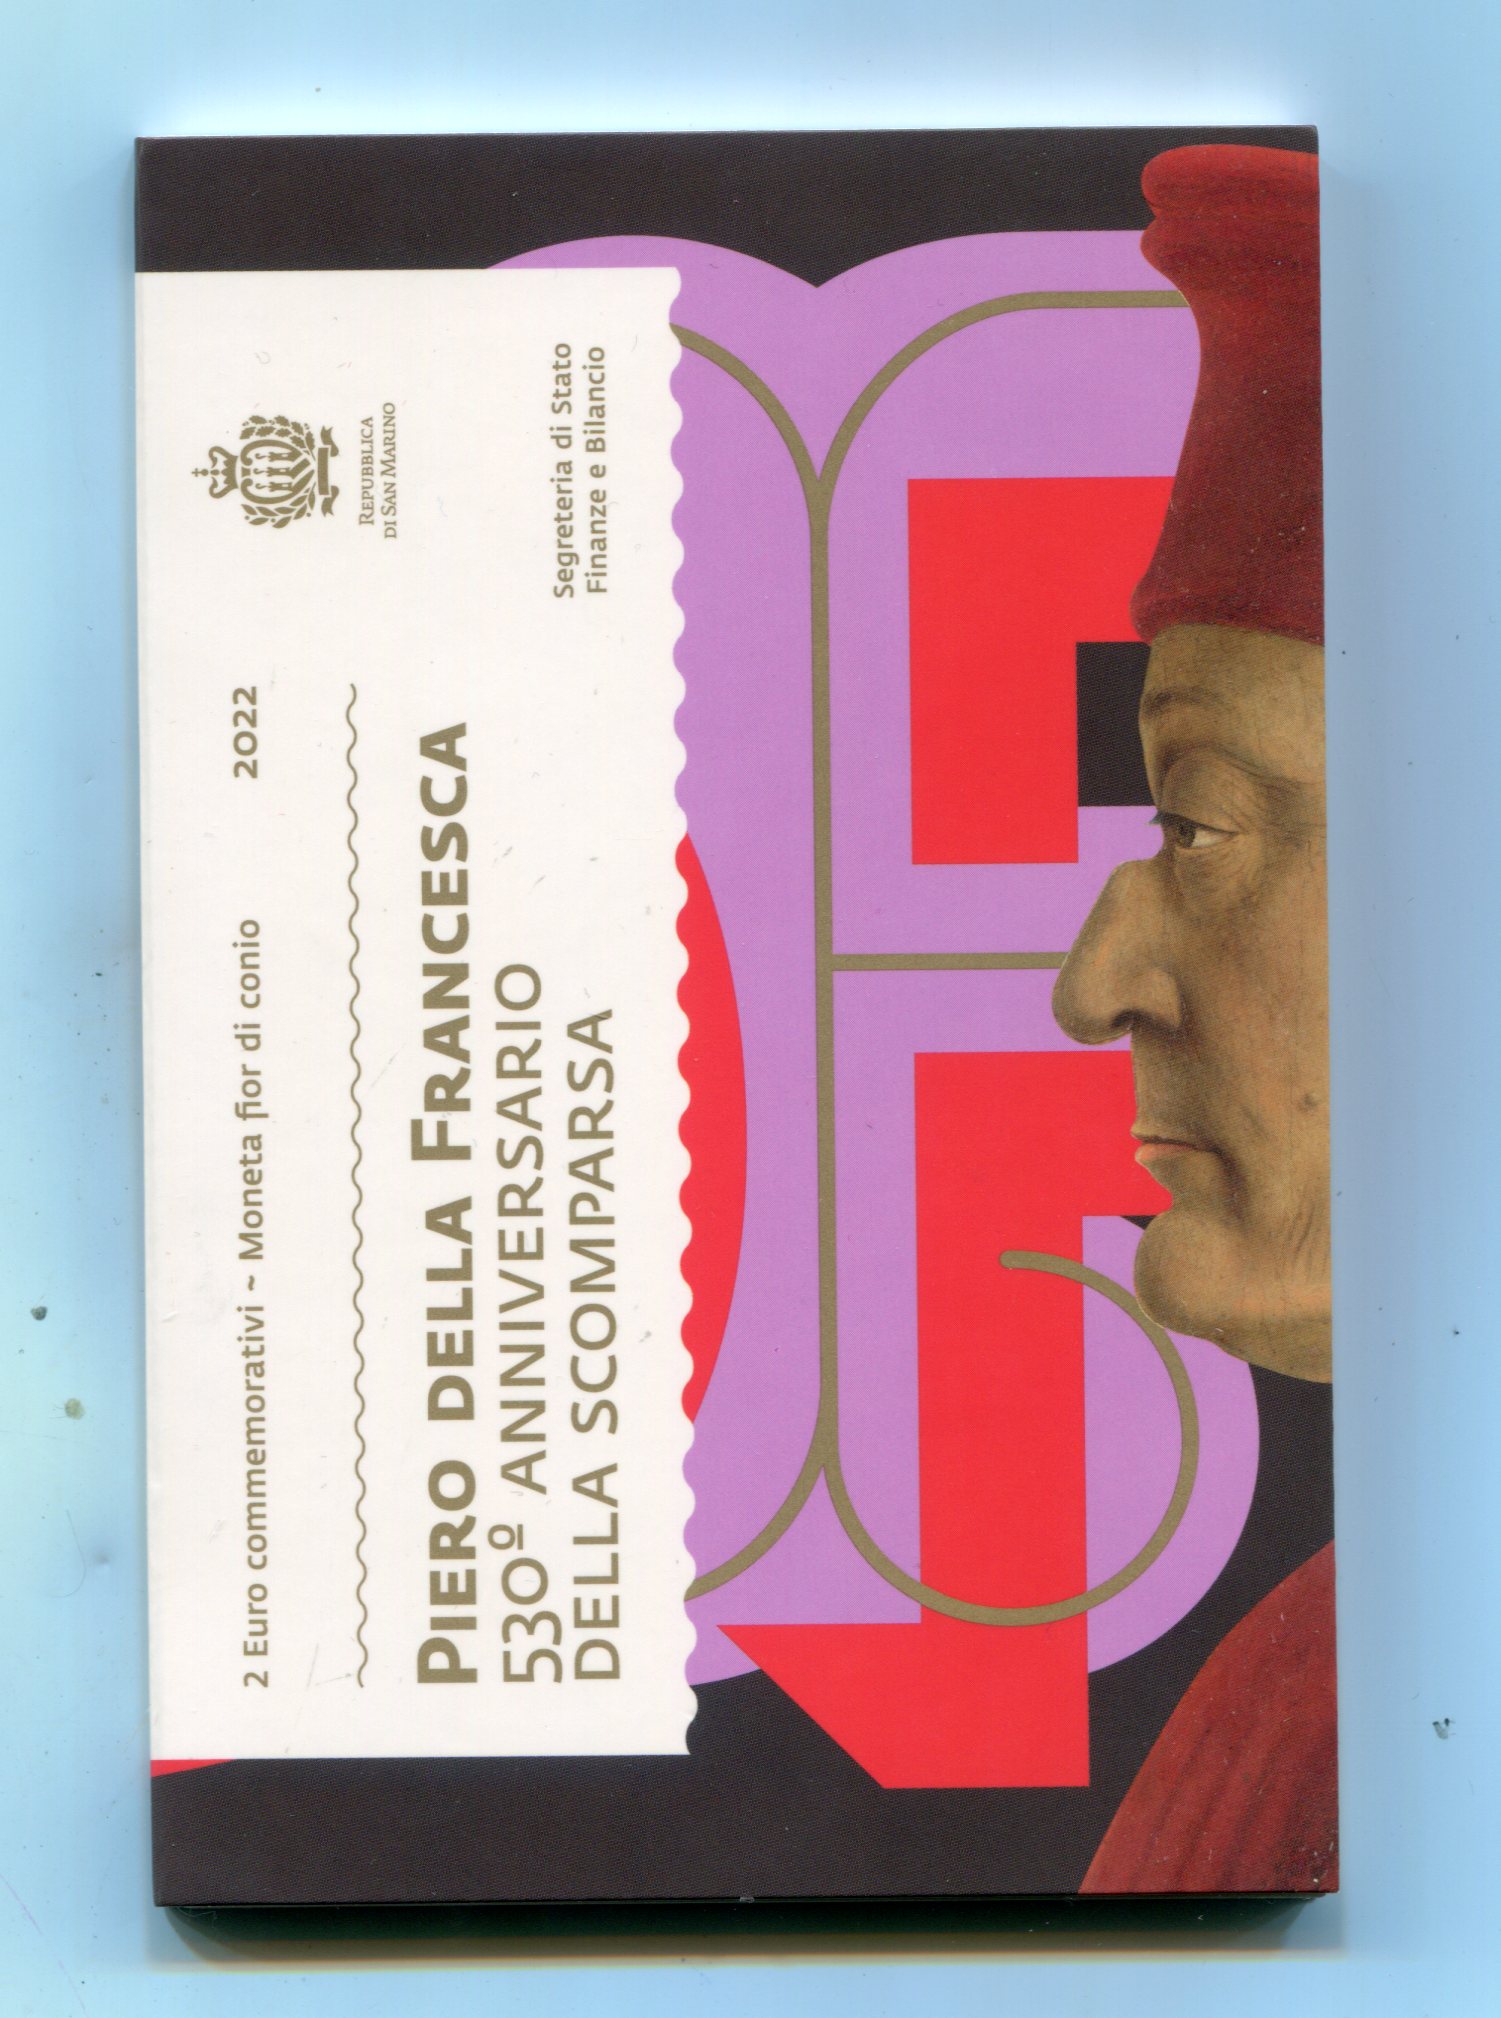 2 Euro commemorativi ~ Moneta fior di conio
2022
REPUBBLICA
DI SAN MARINO
PIERO DELLA FRANCESCA
530º ANNIVERSARIO
DELLA SCOMPARSA
Segreteria di Stato
Finanze e Bilancio